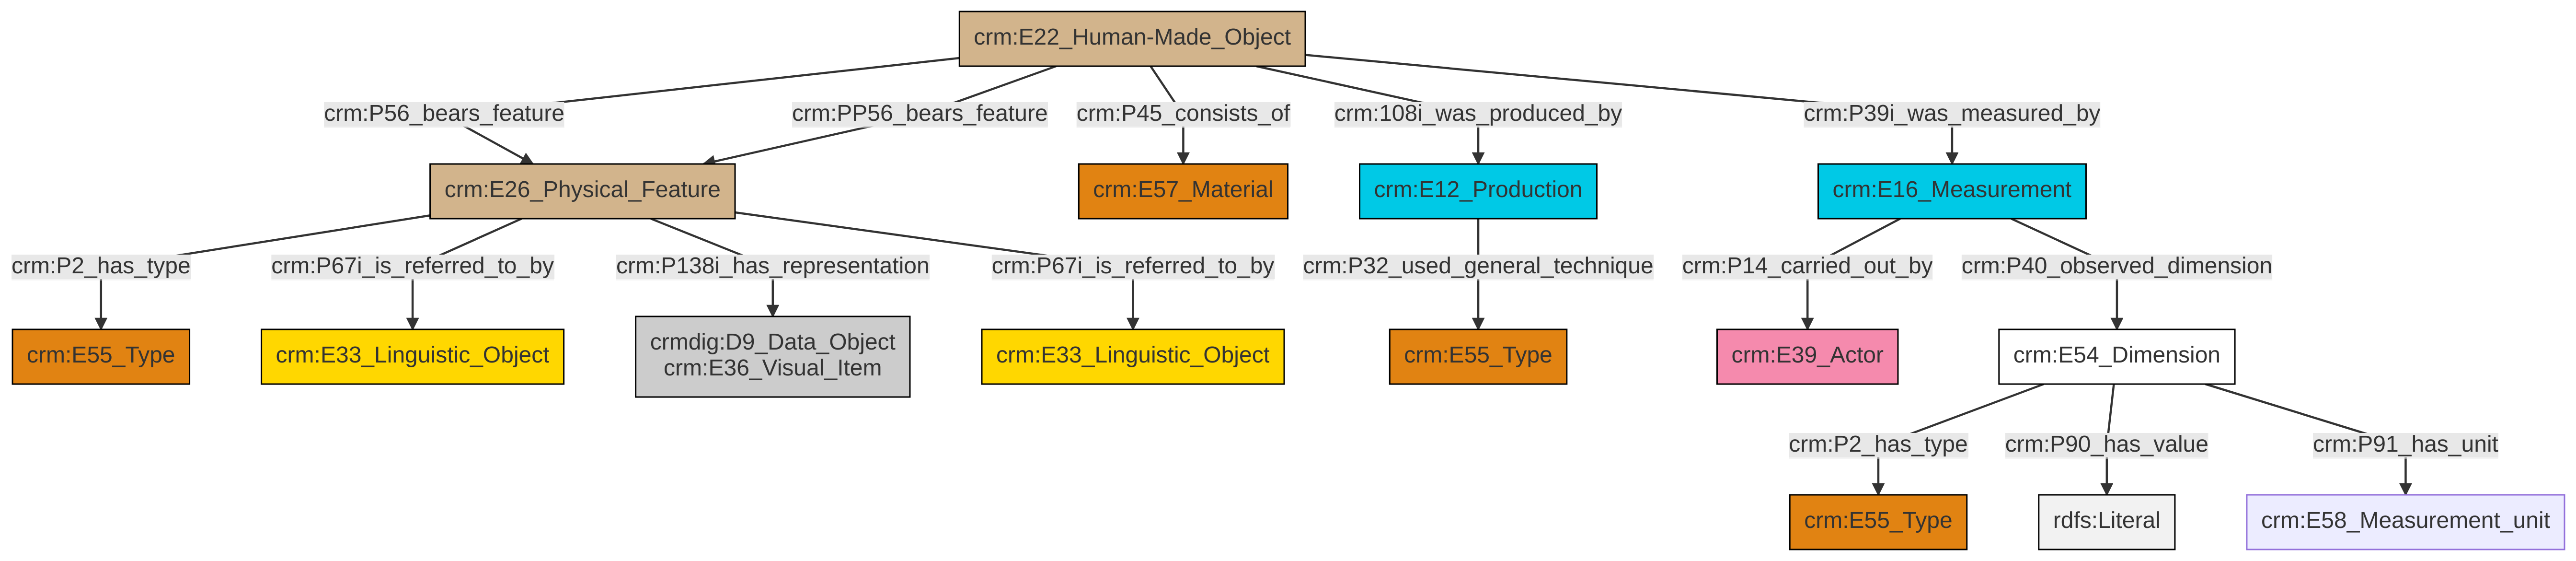 crm:E22_Human-Made_Object
crm:P56_bears_feature
crm:PP56_bears_feature
crm:P45_consists_of
crm:108i_was_produced_by
crm:P39i_was_measured_by
crm:E26_Physical_Feature
crm:E57_Material
crm:E12_Production
crm:E16_Measurement
crm:P2_has_type
crm:P67i_is_referred_to_by
crm:P138i_has_representation
crm:P67i_is_referred_to_by
crm:P32_used_general_technique
crm:P14_carried_out_by
crm:P40_observed_dimension
crm:E55_Type
crm:E33_Linguistic_Object
crmdig:D9_Data_Object
crm:E36_Visual_Item
crm:E33_Linguistic_Object
crm:E55_Type
crm:E39_Actor
crm:E54_Dimension
crm:P2_has_type
crm:P90_has_value
crm:P91_has_unit
crm:E55_Type
rdfs:Literal
crm:E58_Measurement_unit